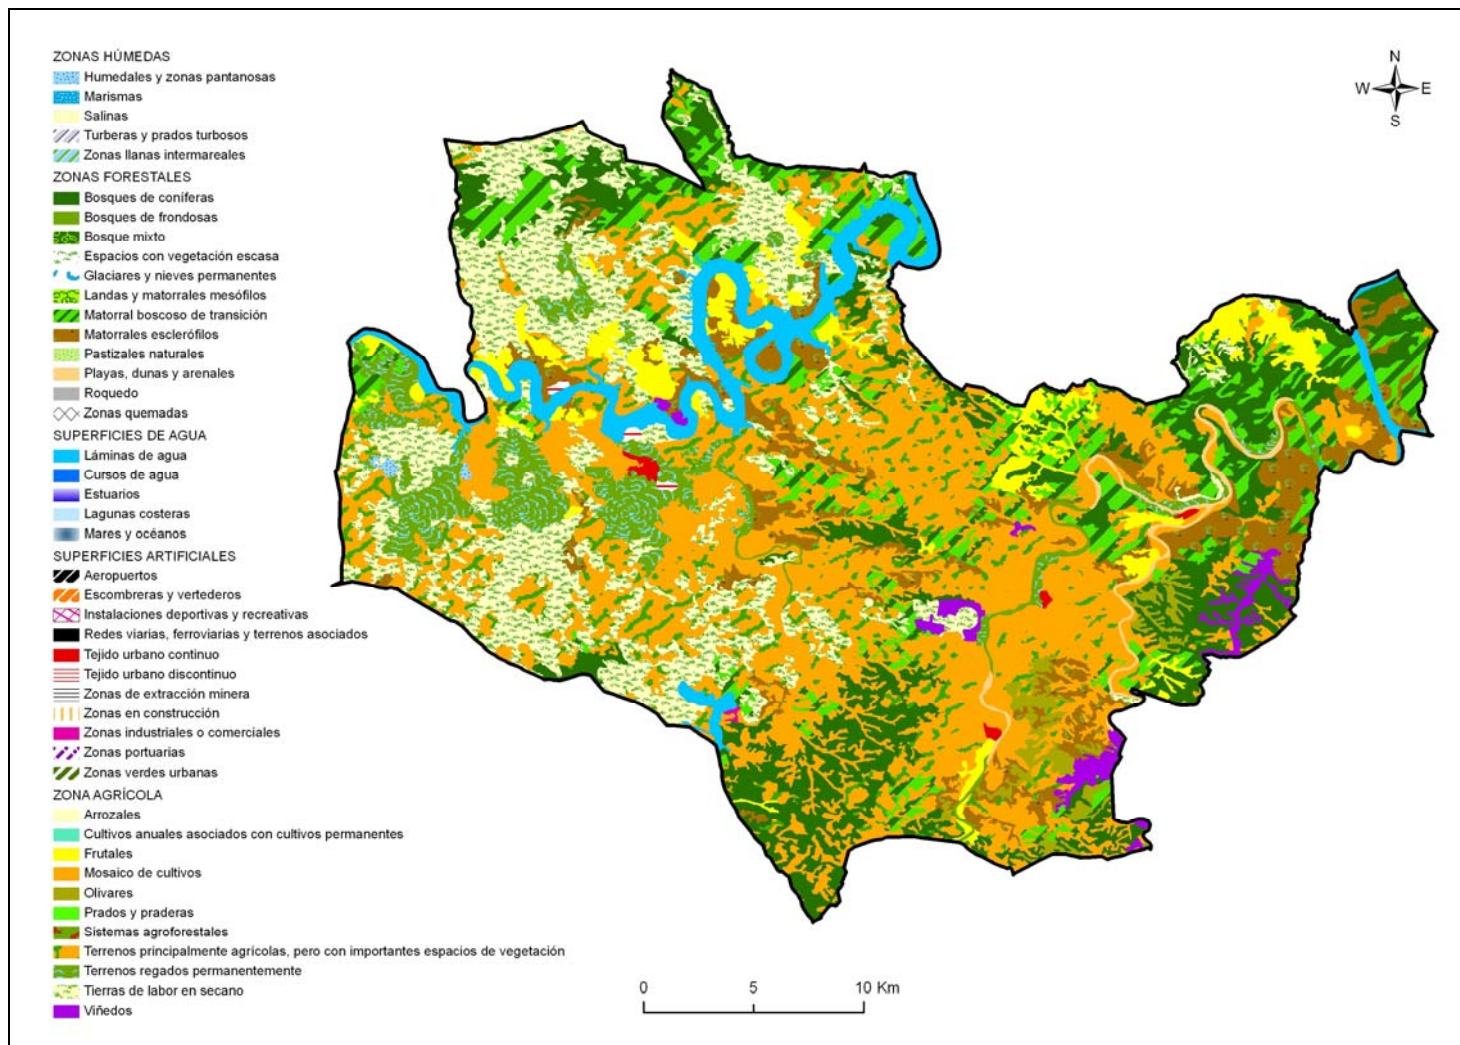 ZONAS HÚMEDAS
Humedales y zonas pantanosas
Marismas
Salinas
Turberas y prados turbosos
Zonas llanas intermareales
ZONAS FORESTALES
Bosques de coníferas
Bosques de frondosas
Bosque mixto
Espacios con vegetación escasa
Glaciares y nieves permanentes
Landas y matorrales mesófilos
Matorral boscoso de transición
Matorrales esclerófilos
Pastizales naturales
Playas, dunas y arenales
Roquedo
Zonas quemadas
SUPERFICIES DE AGUA
Láminas de agua
Cursos de agua
Estuarios
Lagunas costeras
Mares y océanos
SUPERFICIES ARTIFICIALES
Aeropuertos
Escombreras y vertederos
Instalaciones deportivas y recreativas
Redes viarias, ferroviarias y terrenos asociados
Tejido urbano continuo
Tejido urbano discontinuo
Zonas de extracción minera
Zonas en construcción
Zonas industriales o comerciales
Zonas portuarias
Zonas verdes urbanas
ZONA AGRÍCOLA
Arrozales
Cultivos anuales asociados con cultivos permanentes
Frutales
Mosaico de cultivos
Olivares
Prados y praderas
Sistemas agroforestales
Terrenos principalmente agrícolas, pero con importantes espacios de vegetación
Terrenos regados permanentemente
Tierras de labor en secano
Viñedos
N
W E
S
0 5 10 Km